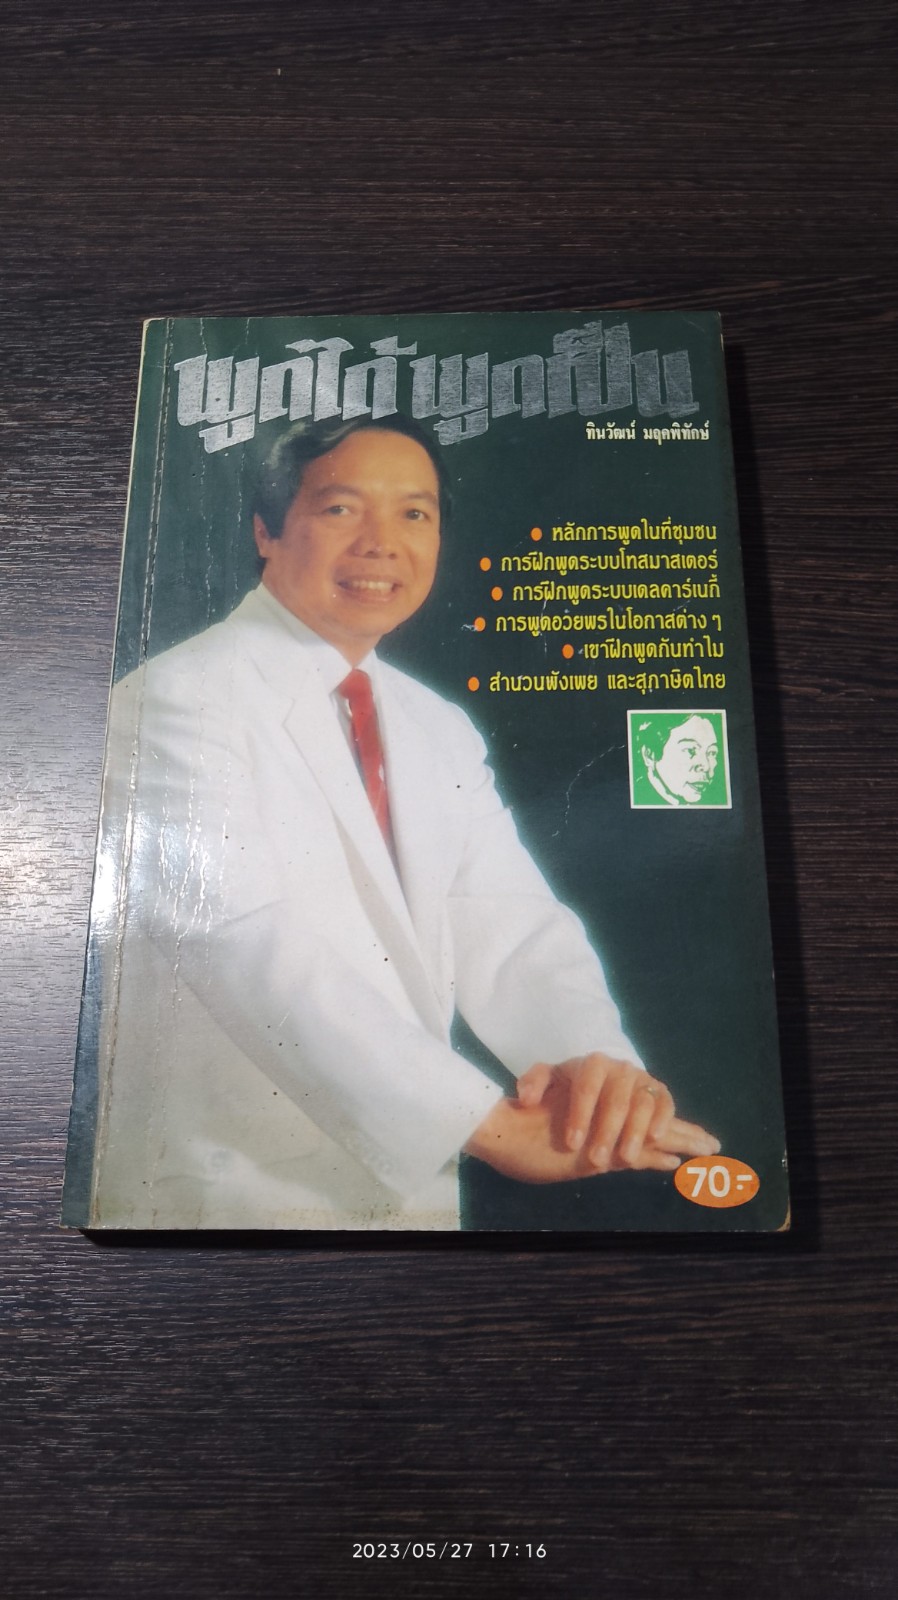 พูดได้ พูดเป็น
ทินวัฒน์ มฤคพิทักษ์
• หลักการพูดในที่ชุมชน
• การฝึกพูดระบบโทสมาสเตอร์
• การฝึกพูดระบบเดลคาร์เนกี้
• การพูดอวยพรในโอกาสต่าง ๆ
• เขาฝึกพูดกันทำไม
• สำนวนพังเพย และสุภาษิตไทย
70.-
2023/05/27 17:16